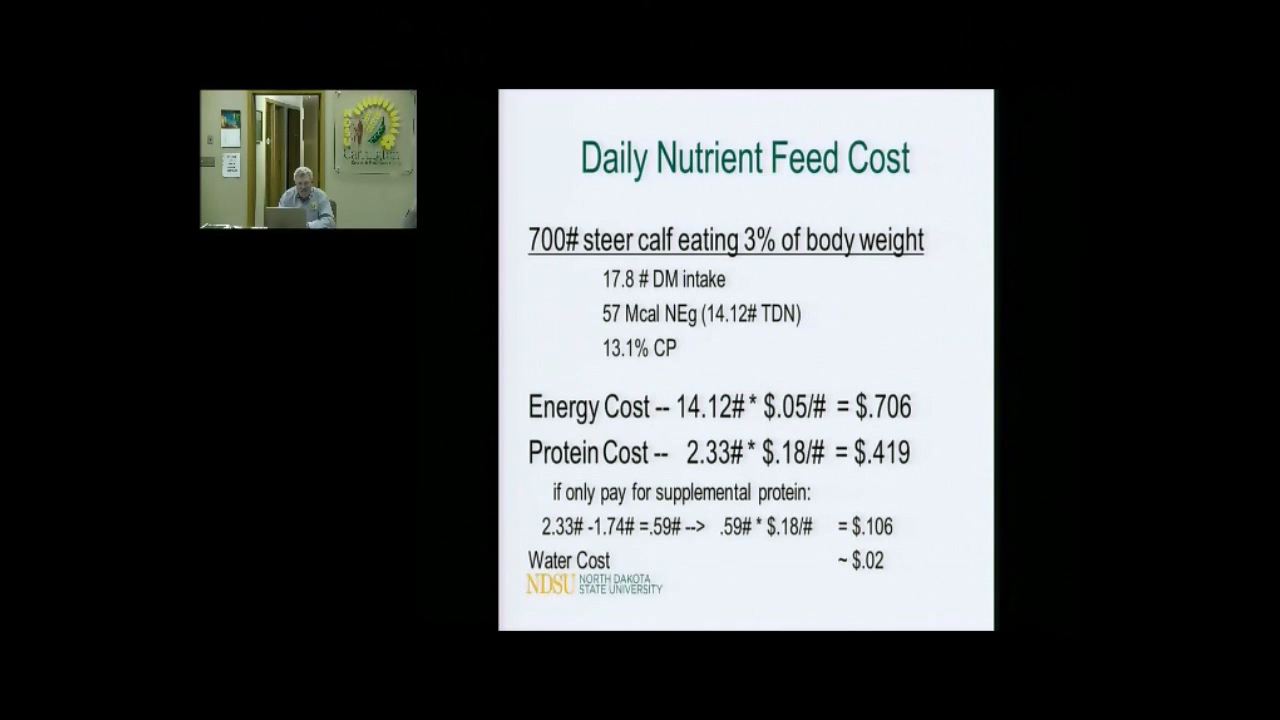 Daily Nutrient Feed Cost
700# steer calf eating 3% of body weight
17.8 # DM intake
57 Mcal NEg (14.12# TDN)
13.1% CP
Energy Cost -- 14.12# * $.05/# = $.706
Protein Cost -- 2.33# * $.18/# = $.419
if only pay for supplemental protein:
2.33# -1.74# =.59# --> .59# * $.18/# = $.106
Water Cost ~ $.02
NDSU NORTH DAKOTA
STATE UNIVERSITY